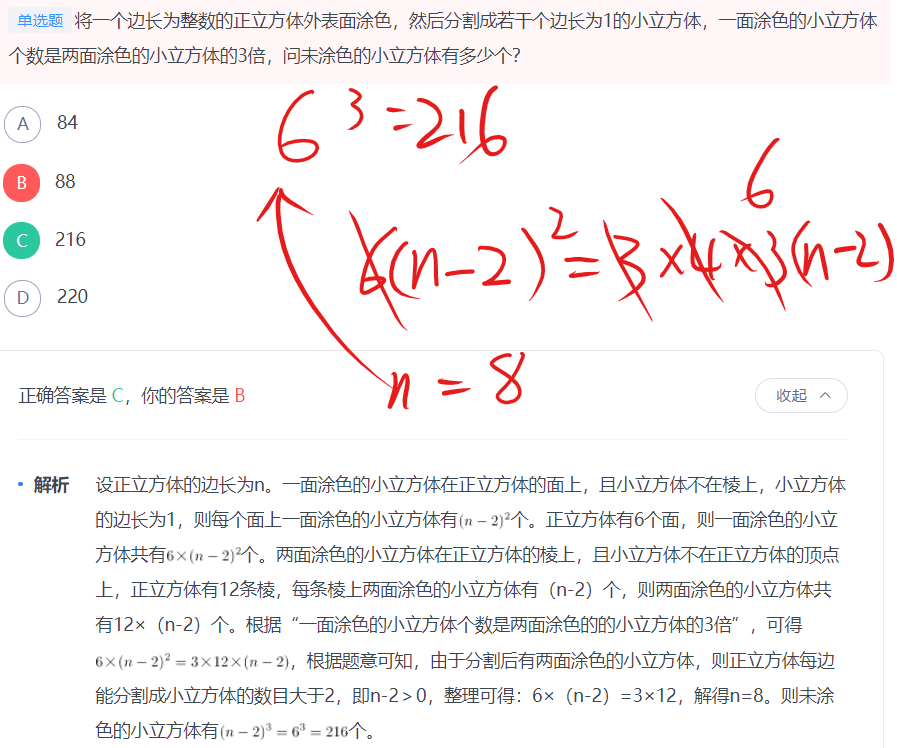 单选题 将一个边长为整数的正立方体外表面涂色，然后分割成若干个边长为1的小立方体，一面涂色的小立方体
个数是两面涂色的小立方体的3倍，问未涂色的小立方体有多少个？
A 84
6³=216
B 88
6
C 216
6(n-2)²=3×4×3(n-2)
D 220
n=8
正确答案是 C，你的答案是 B
收起
解析 设正立方体的边长为n。一面涂色的小立方体在正立方体的面上，且小立方体不在棱上，小立方体
的边长为1，则每个面上一面涂色的小立方体有(n－2)²个。正立方体有6个面，则一面涂色的小立
方体共有6×(n－2)²个。两面涂色的小立方体在正立方体的棱上，且小立方体不在正立方体的顶点
上，正立方体有12条棱，每条棱上两面涂色的小立方体有（n-2）个，则两面涂色的小立方体共
有12×（n-2）个。根据“一面涂色的小立方体个数是两面涂色的的小立方体的3倍”，可得
6×(n－2)²＝3×12×(n－2)，根据题意可知，由于分割后有两面涂色的小立方体，则正立方体每边
能分割成小立方体的数目大于2，即n-2＞0，整理可得：6×（n-2）=3×12，解得n=8。则未涂
色的小立方体有(n－2)³＝6³＝216个。